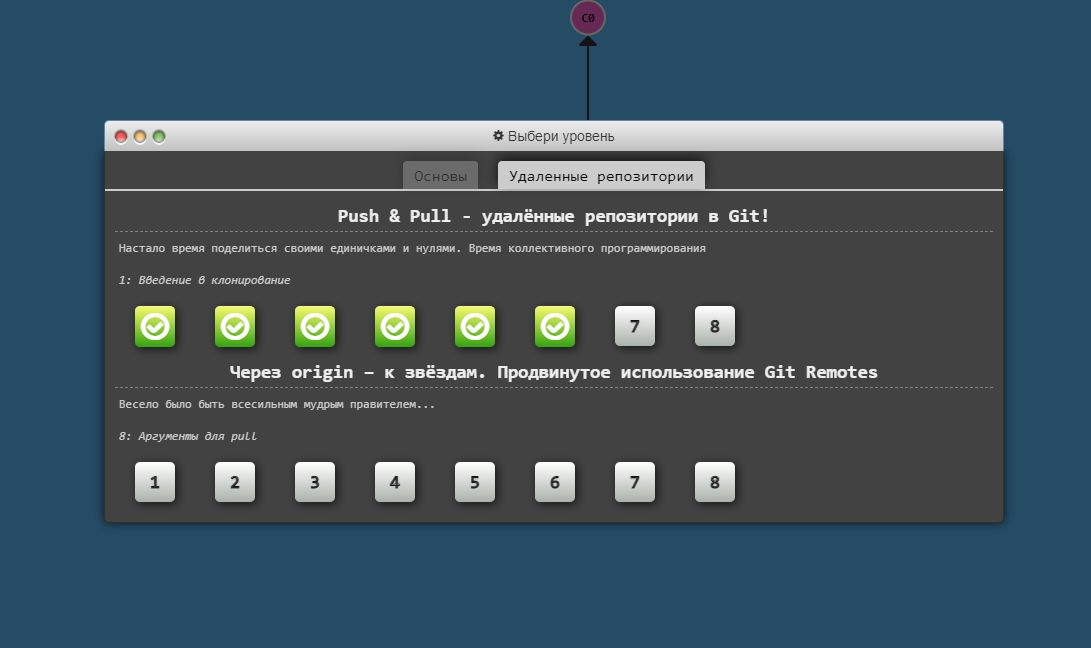 C0
Выбери уровень
Основы Удаленные репозитории
Push & Pull - удалённые репозитории в Git!
Настало время поделиться своими единичками и нулями. Время коллективного программирования
1: Введение в клонирование
7 8
Через origin – к звёздам. Продвинутое использование Git Remotes
Весело было быть всесильным мудрым правителем...
8: Аргументы для pull
1 2 3 4 5 6 7 8